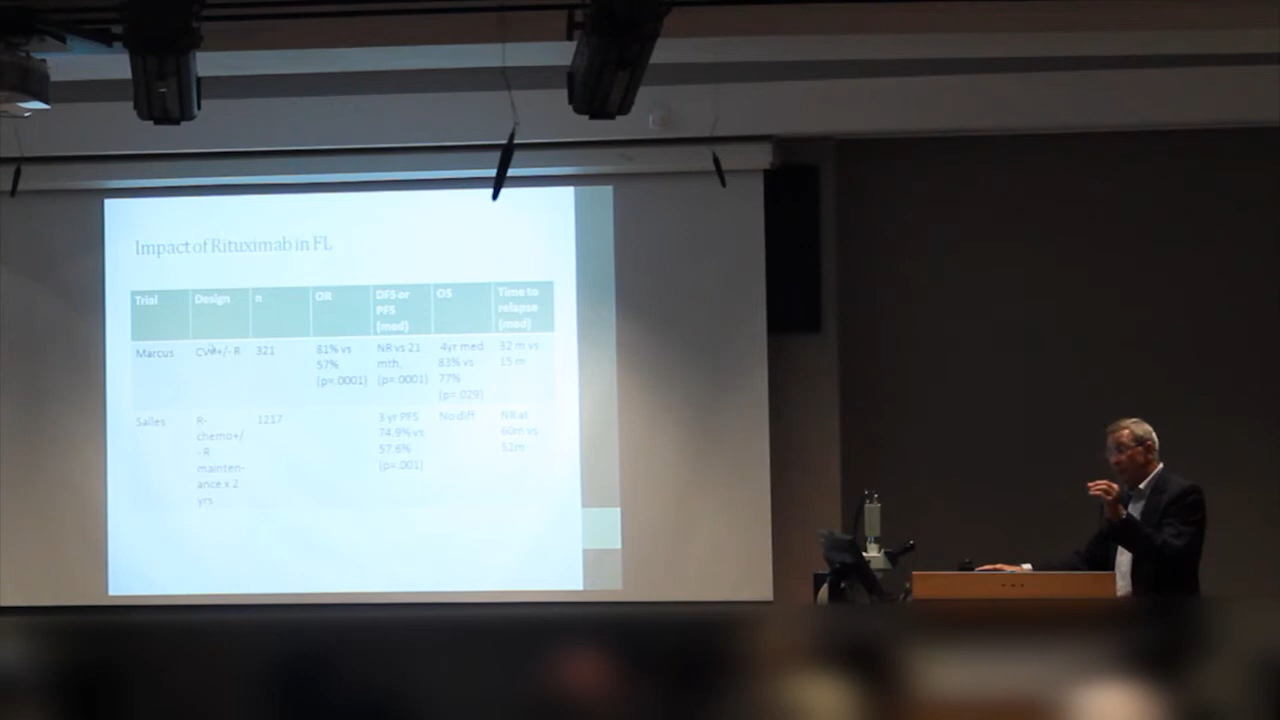 Impact of Rituximab in FL
Trial
Design
n
OR
DFS or
PFS
(med)
OS
Time to
relapse
(med)
Marcus
+/- R
321
81% vs
57%
(p=.0001)
NR vs 21
mth,
(p=.0001)
4yr med
83% vs
77%
(p=.029)
32 m vs
15 m
Salles
R-
chemo+/
- R
mainten-
ance x 2
yrs
1217
3 yr PFS
74.9% vs
57.6%
(p=.001)
No diff
NR at
60m vs
52m